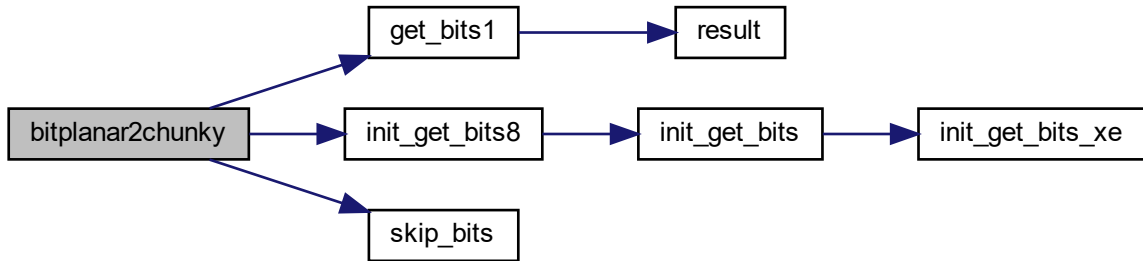 get_bits1
result
bitplanar2chunky
init_get_bits8
init_get_bits
init_get_bits_xe
skip_bits